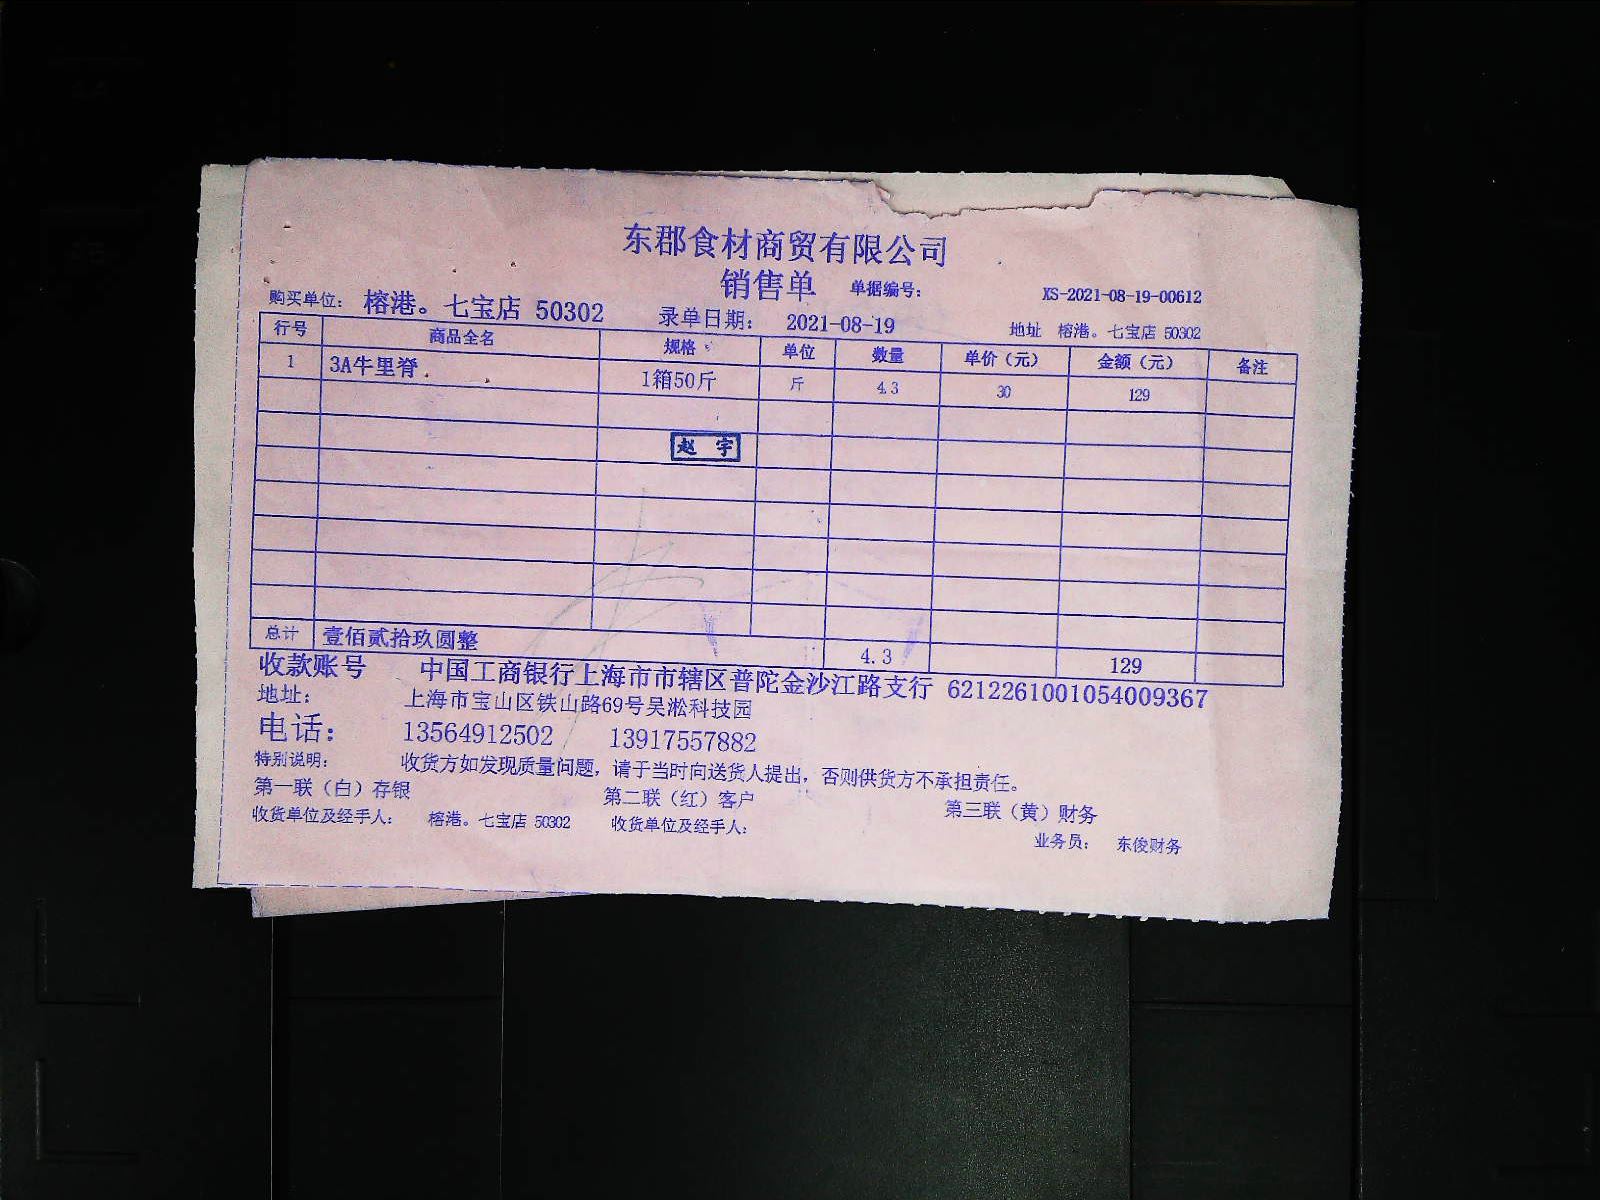 东郡食材商贸有限公司
销售单 单据编号: XS-2021-08-19-00612
购买单位: 榕港。七宝店 50302 录单日期: 2021-08-19 地址 榕港。七宝店 50302
行号 商品全名 规格 单位 数量 单价(元) 金额(元) 备注
1 3A牛里脊 1箱50斤 斤 4.3 30 129
赵宇
总计 壹佰贰拾玖圆整 4.3 129
收款账号 中国工商银行上海市市辖区普陀金沙江路支行 6212261001054009367
地址: 上海市宝山区铁山路69号吴淞科技园
电话: 13564912502 13917557882
特别说明: 收货方如发现质量问题,请于当时向送货人提出,否则供货方不承担责任。
第一联(白)存银 第二联(红)客户 第三联(黄)财务
收货单位及经手人: 榕港。七宝店 50302 收货单位及经手人:
业务员: 东俊财务